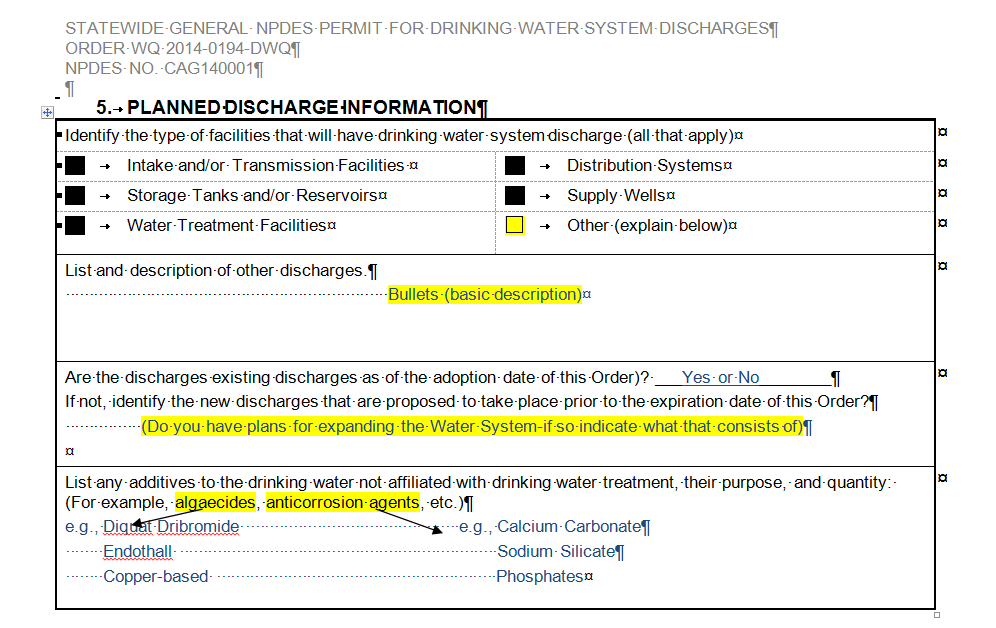 STATEWIDE GENERAL NPDES PERMIT FOR DRINKING WATER SYSTEM DISCHARGES¶
ORDER WQ 2014-0194-DWQ¶
NPDES NO. CAG140001¶
¶
5.→ PLANNED DISCHARGE INFORMATION¶
Identify the type of facilities that will have drinking water system discharge (all that apply)¤
→ Intake and/or Transmission Facilities ¤ → Distribution Systems¤
→ Storage Tanks and/or Reservoirs¤ → Supply Wells¤
→ Water Treatment Facilities¤ → Other (explain below)¤
List and description of other discharges.¶
Bullets (basic description)¤
Are the discharges existing discharges as of the adoption date of this Order)? ___Yes or No________¶
If not, identify the new discharges that are proposed to take place prior to the expiration date of this Order?¶
(Do you have plans for expanding the Water System-if so indicate what that consists of)¶
¤
List any additives to the drinking water not affiliated with drinking water treatment, their purpose, and quantity:
(For example, algaecides, anticorrosion agents, etc.)¶
e.g., Diquat Dribromide e.g., Calcium Carbonate¶
Endothall Sodium Silicate¶
Copper-based Phosphates¤